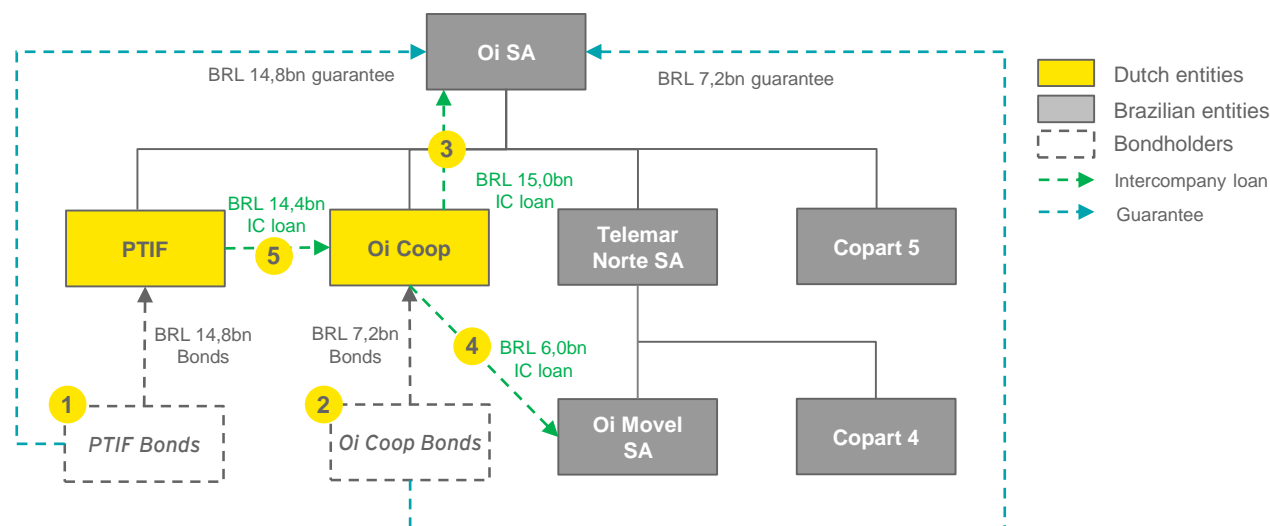 Oi SA
BRL 14,8bn guarantee
BRL 7,2bn guarantee
Dutch entities
Brazilian entities
Bondholders
Intercompany loan
Guarantee
3
BRL 15,0bn
IC loan
BRL 14,4bn
IC loan
PTIF
5
Oi Coop
Telemar
Norte SA
Copart 5
BRL 14,8bn
Bonds
BRL 7,2bn
Bonds
4
BRL 6,0bn
IC loan
1
PTIF Bonds
2
Oi Coop Bonds
Oi Movel
SA
Copart 4